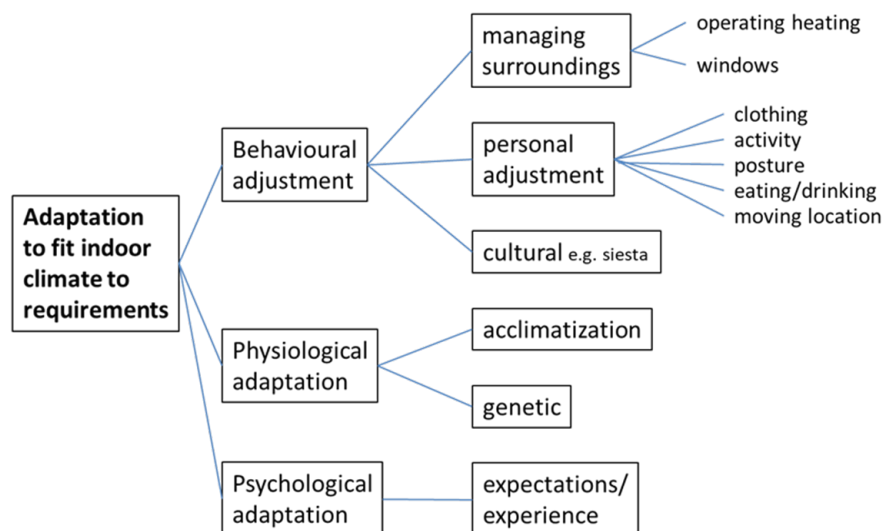 Adaptation
to fit indoor
climate to
requirements
Behavioural
adjustment
managing
surroundings
operating heating
windows
personal
adjustment
clothing
activity
posture
eating/drinking
moving location
cultural e.g. siesta
Physiological
adaptation
acclimatization
genetic
Psychological
adaptation
expectations/
experience